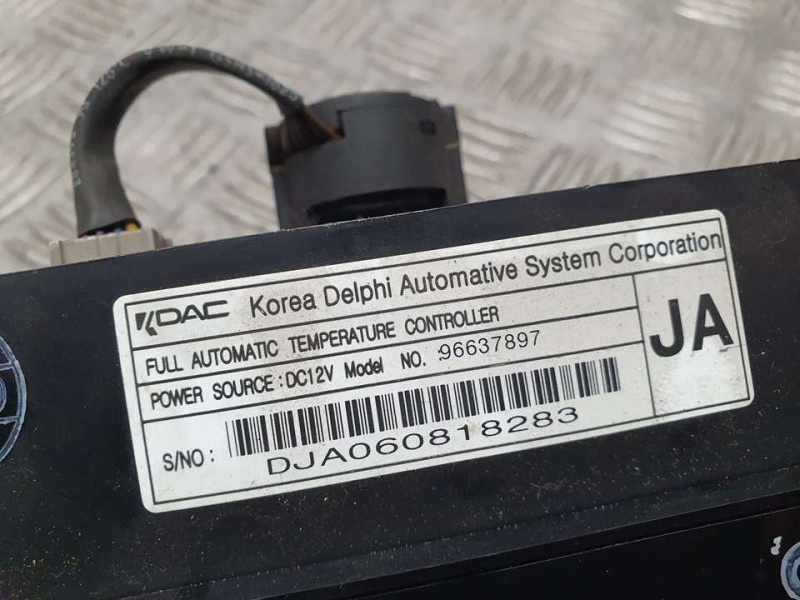 KDAC Korea Delphi Automative System Corporation
FULL AUTOMATIC TEMPERATURE CONTROLLER
POWER SOURCE : DC12V Model NO. :96637897
JA
S/NO :
DJA060818283